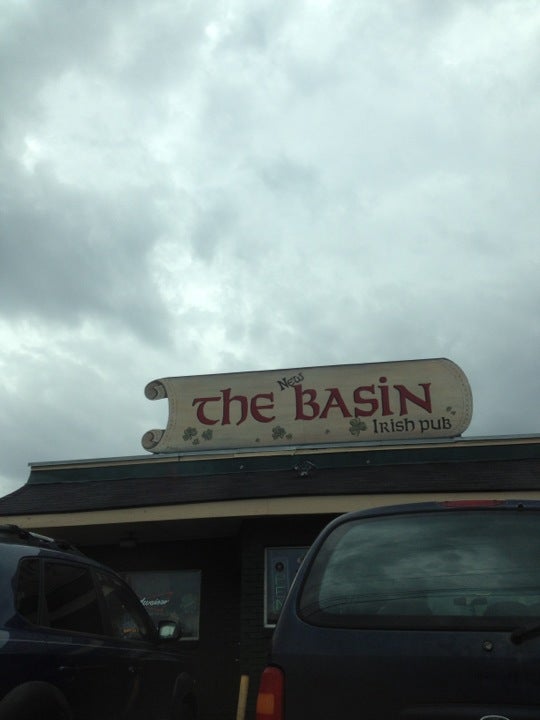 New
The Basin
Irish pub